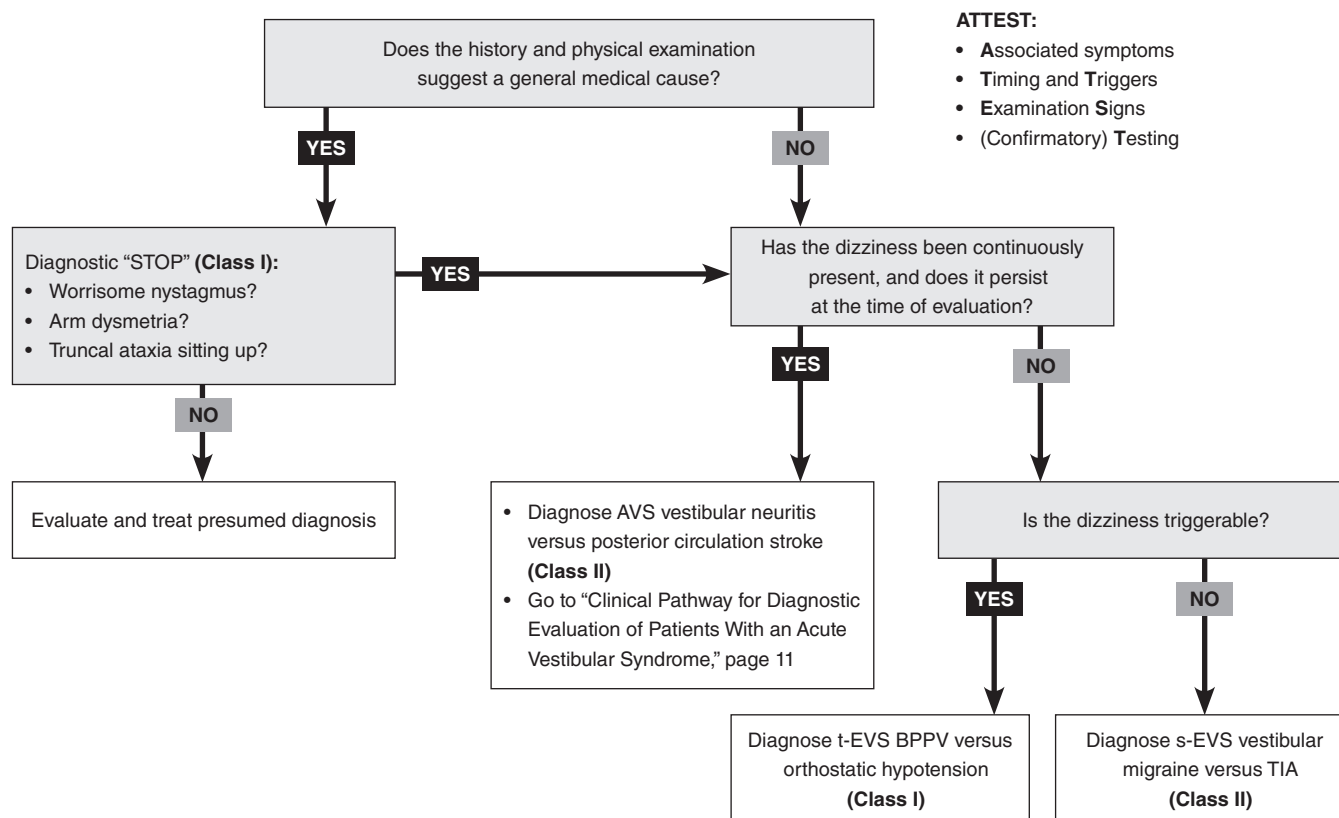 Does the history and physical examination
suggest a general medical cause?
ATTEST:
• Associated symptoms
• Timing and Triggers
• Examination Signs
• (Confirmatory) Testing
YES
NO
Diagnostic “STOP” (Class I):
• Worrisome nystagmus?
• Arm dysmetria?
• Truncal ataxia sitting up?
YES
Has the dizziness been continuously
present, and does it persist
at the time of evaluation?
NO
YES
NO
Evaluate and treat presumed diagnosis
• Diagnose AVS vestibular neuritis
versus posterior circulation stroke
(Class II)
• Go to “Clinical Pathway for Diagnostic
Evaluation of Patients With an Acute
Vestibular Syndrome,” page 11
Is the dizziness triggerable?
YES
NO
Diagnose t-EVS BPPV versus
orthostatic hypotension
(Class I)
Diagnose s-EVS vestibular
migraine versus TIA
(Class II)